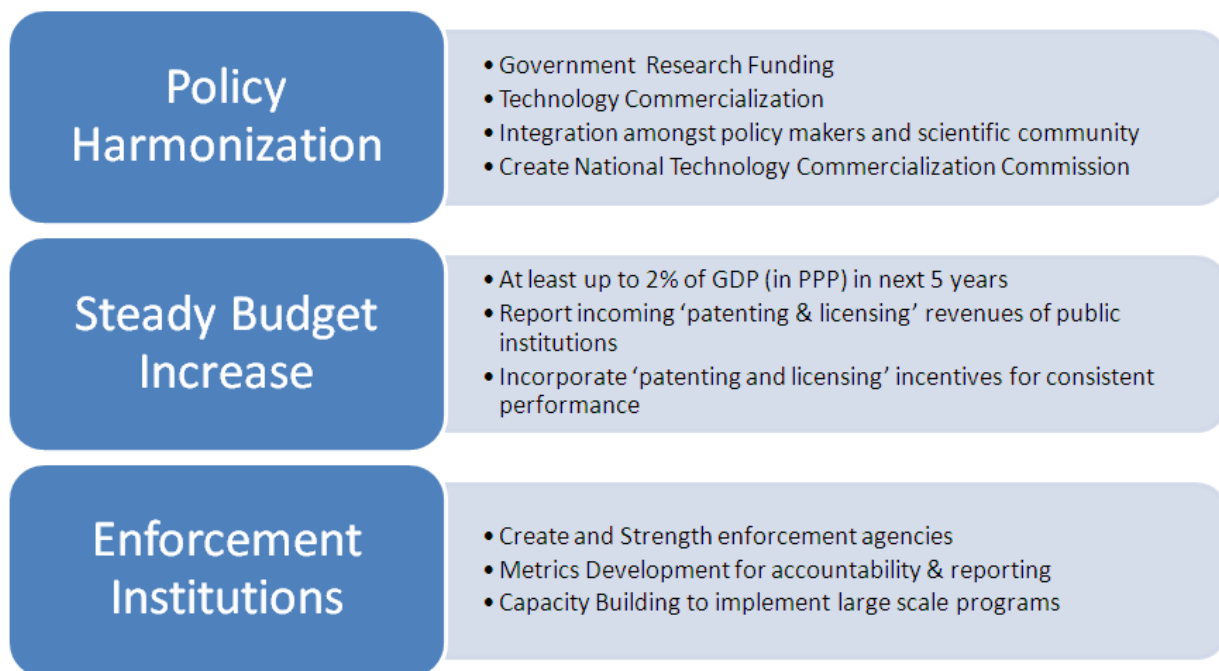 Policy
Harmonization
• Government Research Funding
• Technology Commercialization
• Integration amongst policy makers and scientific community
• Create National Technology Commercialization Commission
Steady Budget
Increase
• At least up to 2% of GDP (in PPP) in next 5 years
• Report incoming ‘patenting & licensing’ revenues of public
institutions
• Incorporate ‘patenting and licensing’ incentives for consistent
performance
Enforcement
Institutions
• Create and Strength enforcement agencies
• Metrics Development for accountability & reporting
• Capacity Building to implement large scale programs